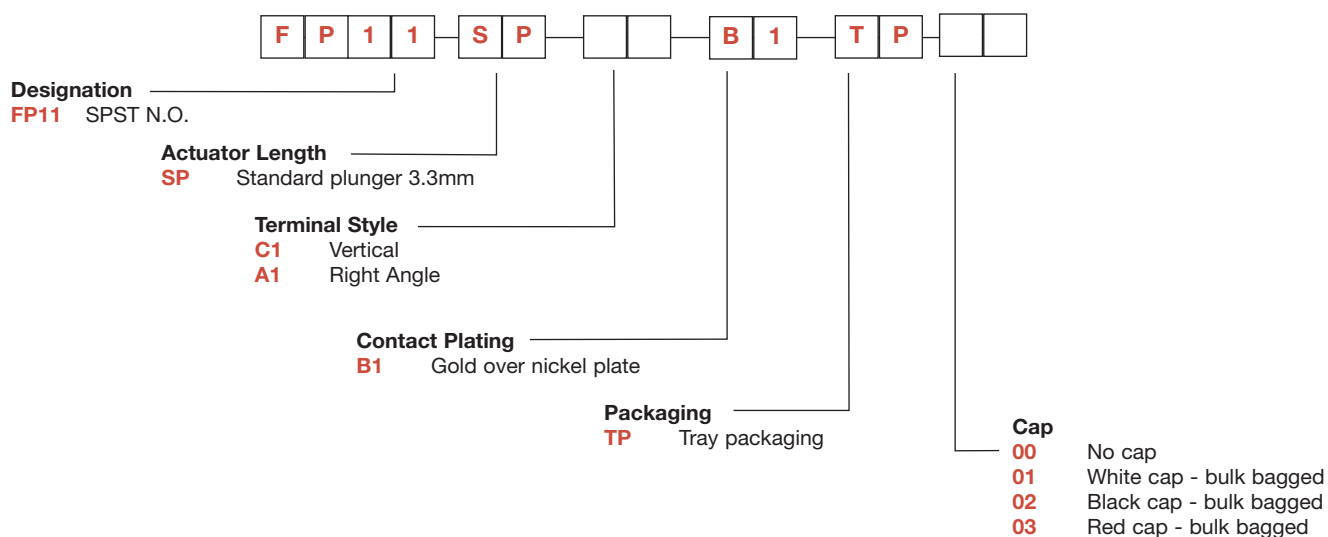 F P 1 1 S P B 1 T P
Designation
FP11 SPST N.O.
Actuator Length
SP Standard plunger 3.3mm
Terminal Style
C1 Vertical
A1 Right Angle
Contact Plating
B1 Gold over nickel plate
Packaging
TP Tray packaging
Cap
00 No cap
01 White cap - bulk bagged
02 Black cap - bulk bagged
03 Red cap - bulk bagged